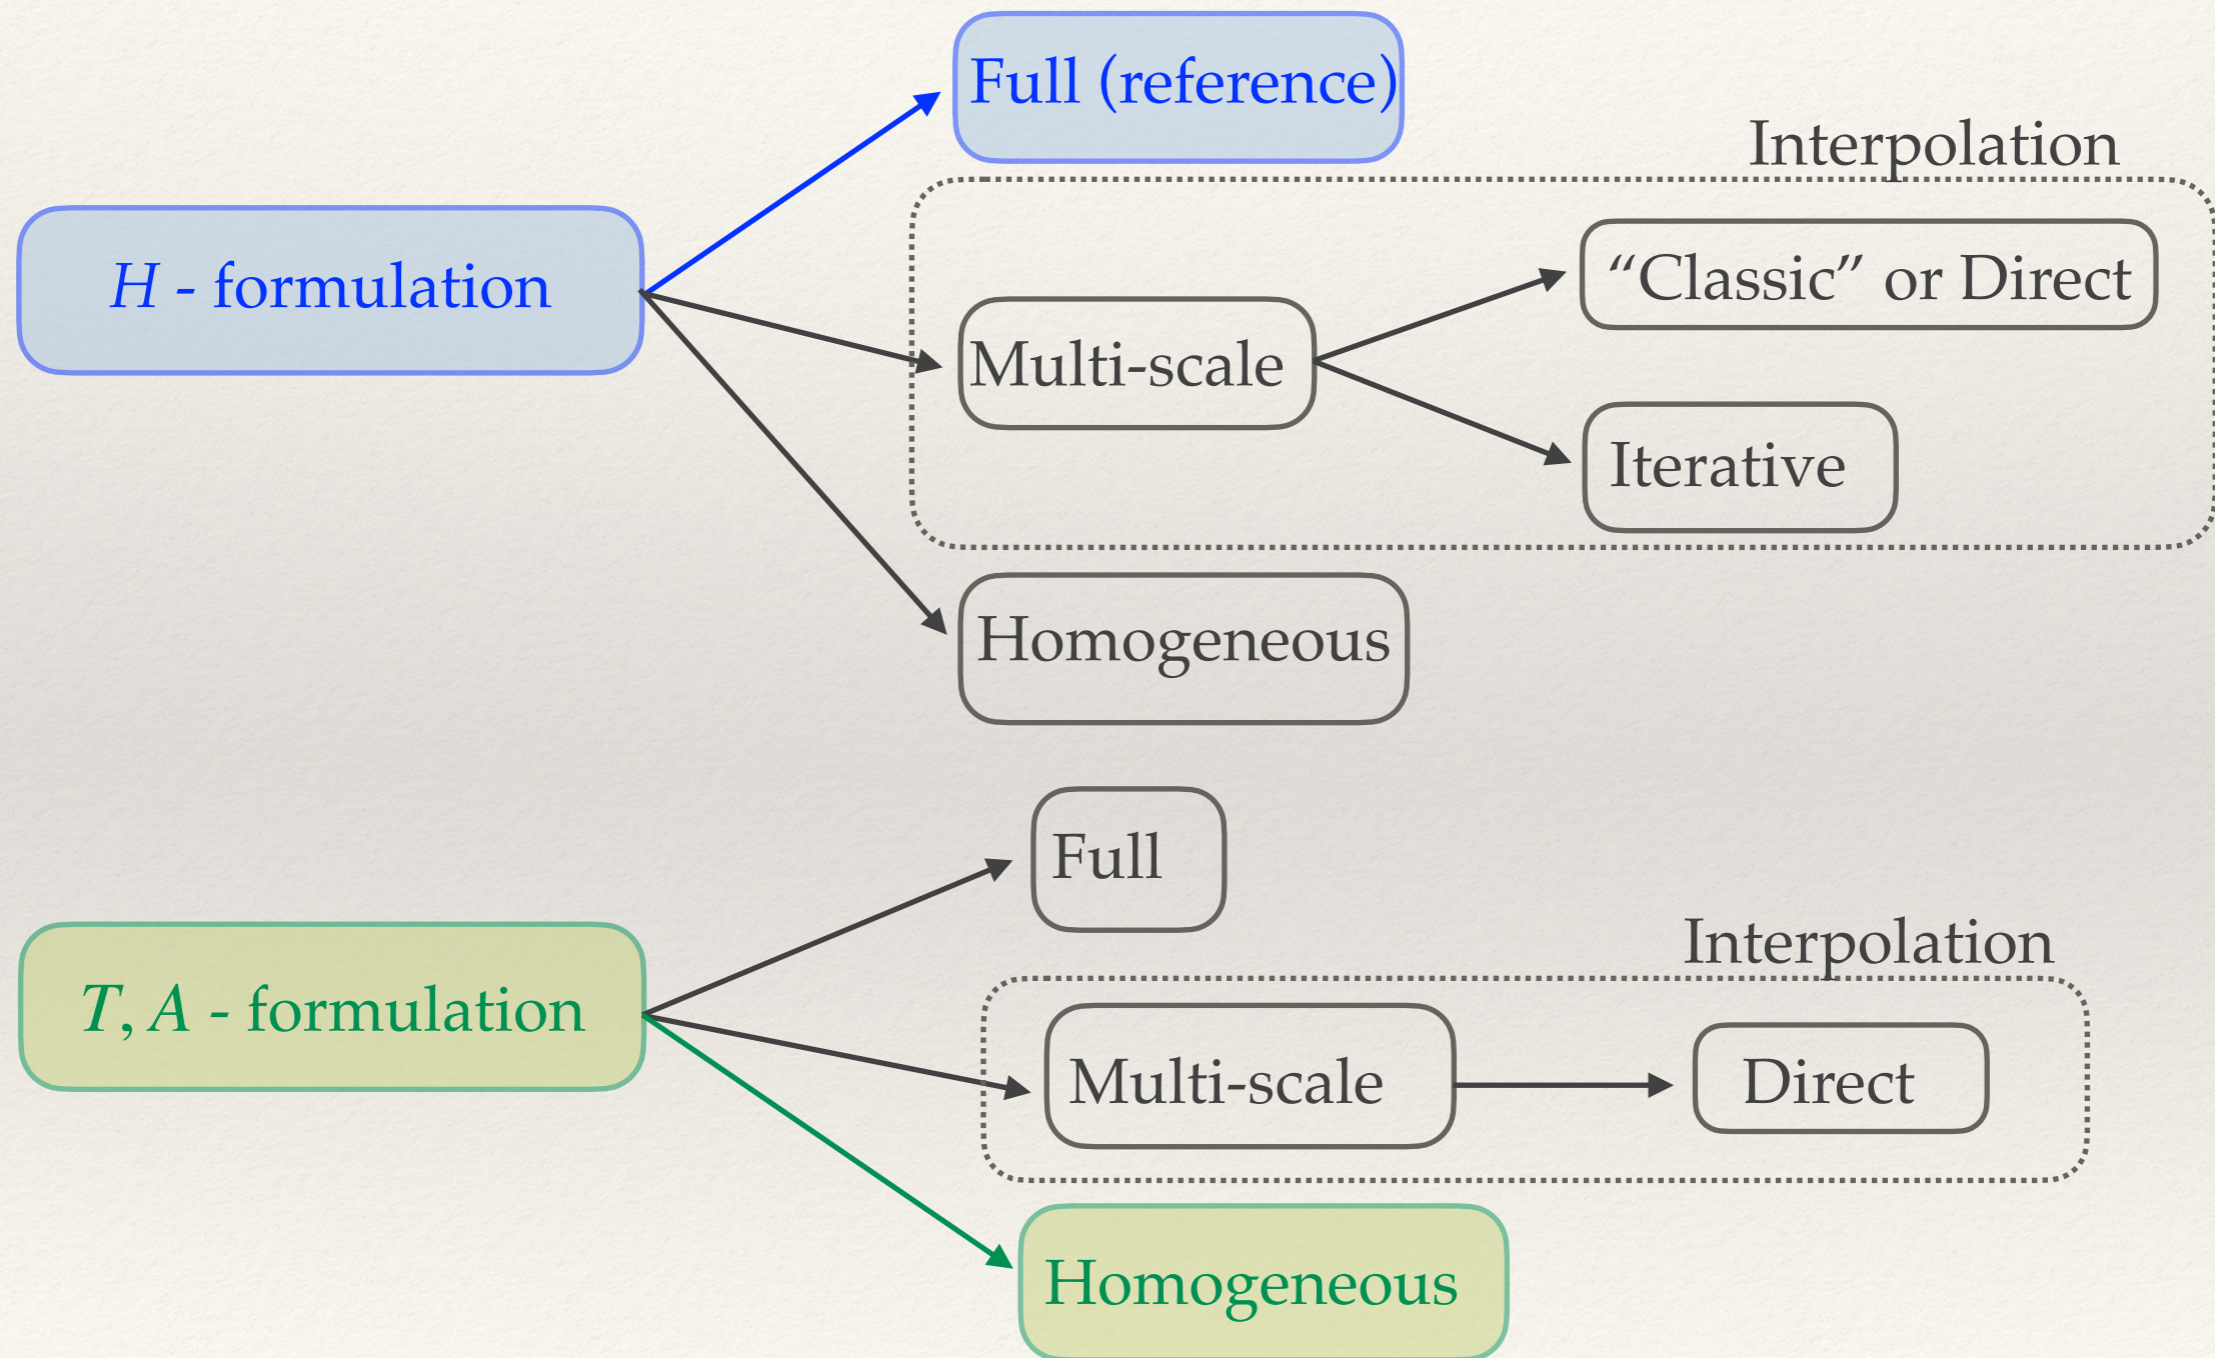 Full (reference)
Interpolation
H - formulation
“Classic” or Direct
Multi-scale
Iterative
Homogeneous
Full
Interpolation
T, A - formulation
Multi-scale
Direct
Homogeneous